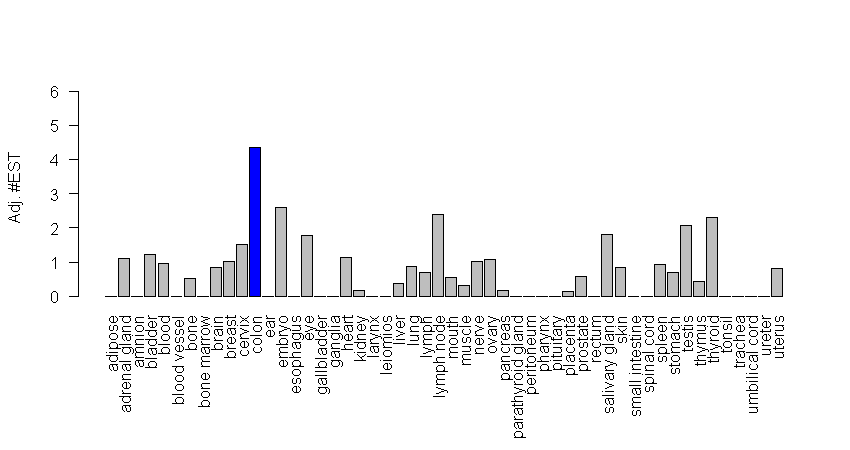 6
5
4
3
2
1
0
Adj. #EST
adipose
adrenal gland
amnion
bladder
blood
blood vessel
bone
bone marrow
brain
breast
cervix
colon
ear
embryo
esophagus
eye
gallbladder
ganglia
heart
kidney
larynx
leiomios
liver
lung
lymph
lymph node
mouth
muscle
nerve
ovary
pancreas
parathyroid gland
peritoneum
pharynx
pituitary
placenta
prostate
rectum
salivary gland
skin
small intestine
spinal cord
spleen
stomach
testis
thymus
thyroid
tonsil
trachea
umbilical cord
ureter
uterus